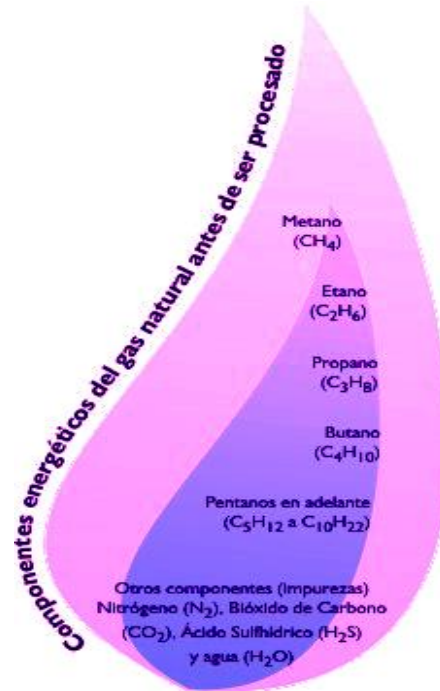 Componentes energéticos del gas natural antes de ser procesado
Metano
(CH₄)
Etano
(C₂H₆)
Propano
(C₃H₈)
Butano
(C₄H₁₀)
Pentanos en adelante
(C₅H₁₂ a C₁₀H₂₂)
Otros componentes (Impurezas)
Nitrógeno (N₂), Bióxido de Carbono
(CO₂), Ácido Sulfhídrico (H₂S)
y agua (H₂O)